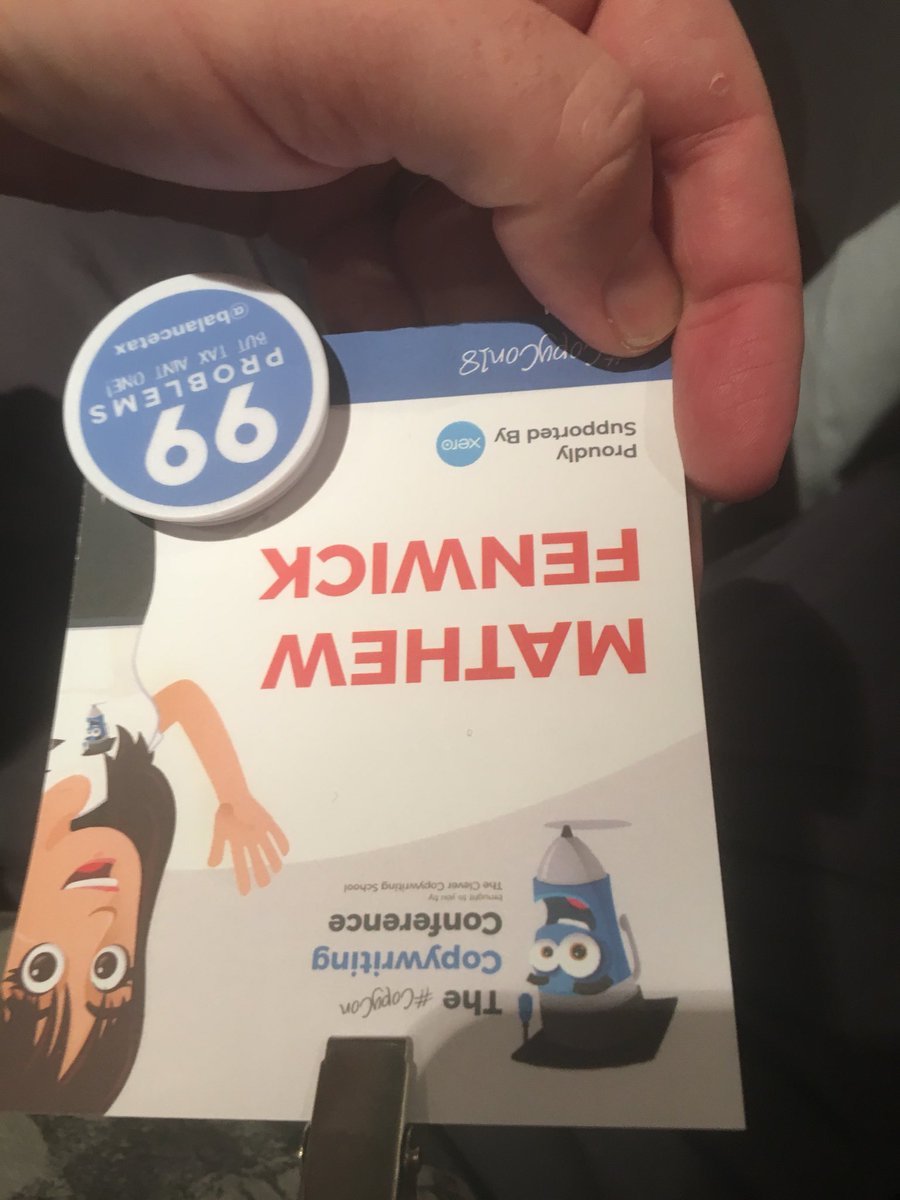 The #CopyCon
Copywriting
Conference
brought to you by
The Clever Copywriting School
MATHEW
FENWICK
Proudly
Supported By xero
#CopyCon18
99
PROBLEMS
BUT TAX AINT ONE!
@balancetax